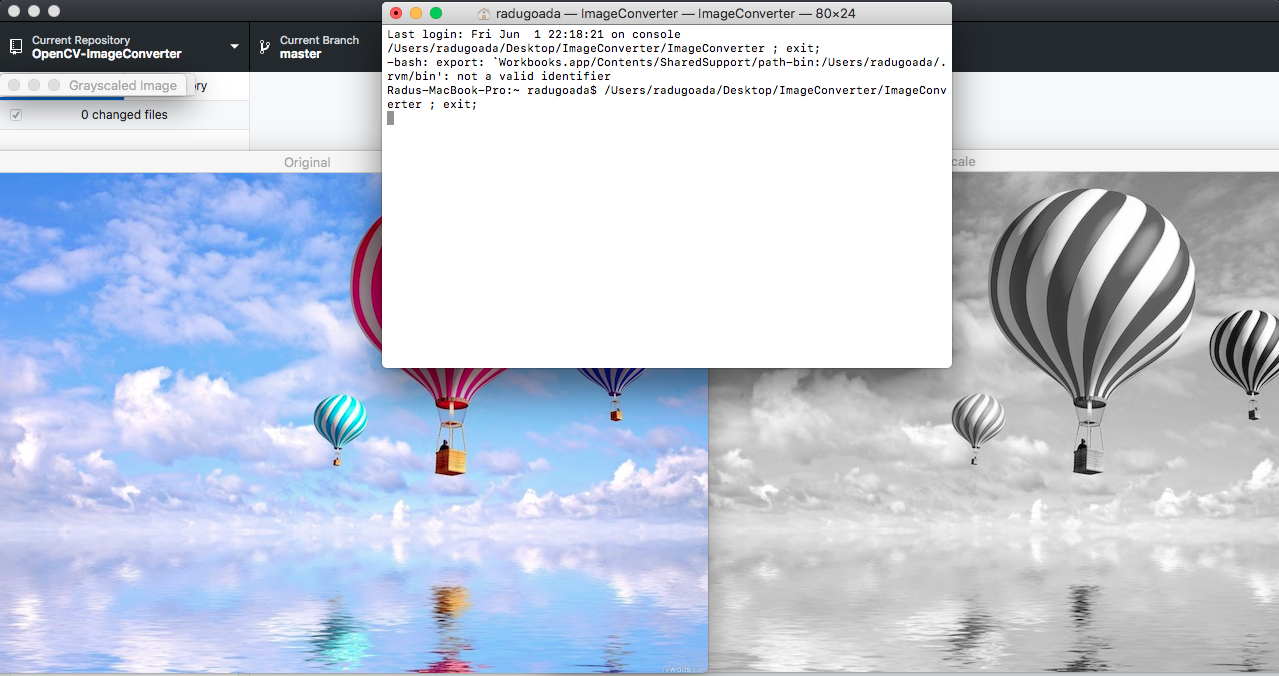 radugoada — ImageConverter — ImageConverter — 80×24
Current Repository
OpenCV-ImageConverter
Current Branch
master
Last login: Fri Jun  1 22:18:21 on console
/Users/radugoada/Desktop/ImageConverter/ImageConverter ; exit;
-bash: export: `Workbooks.app/Contents/SharedSupport/path-bin:/Users/radugoada/.
rvm/bin': not a valid identifier
Radus-MacBook-Pro:~ radugoada$ /Users/radugoada/Desktop/ImageConverter/ImageConv
erter ; exit;
Grayscaled Image
ory
0 changed files
Original
cale